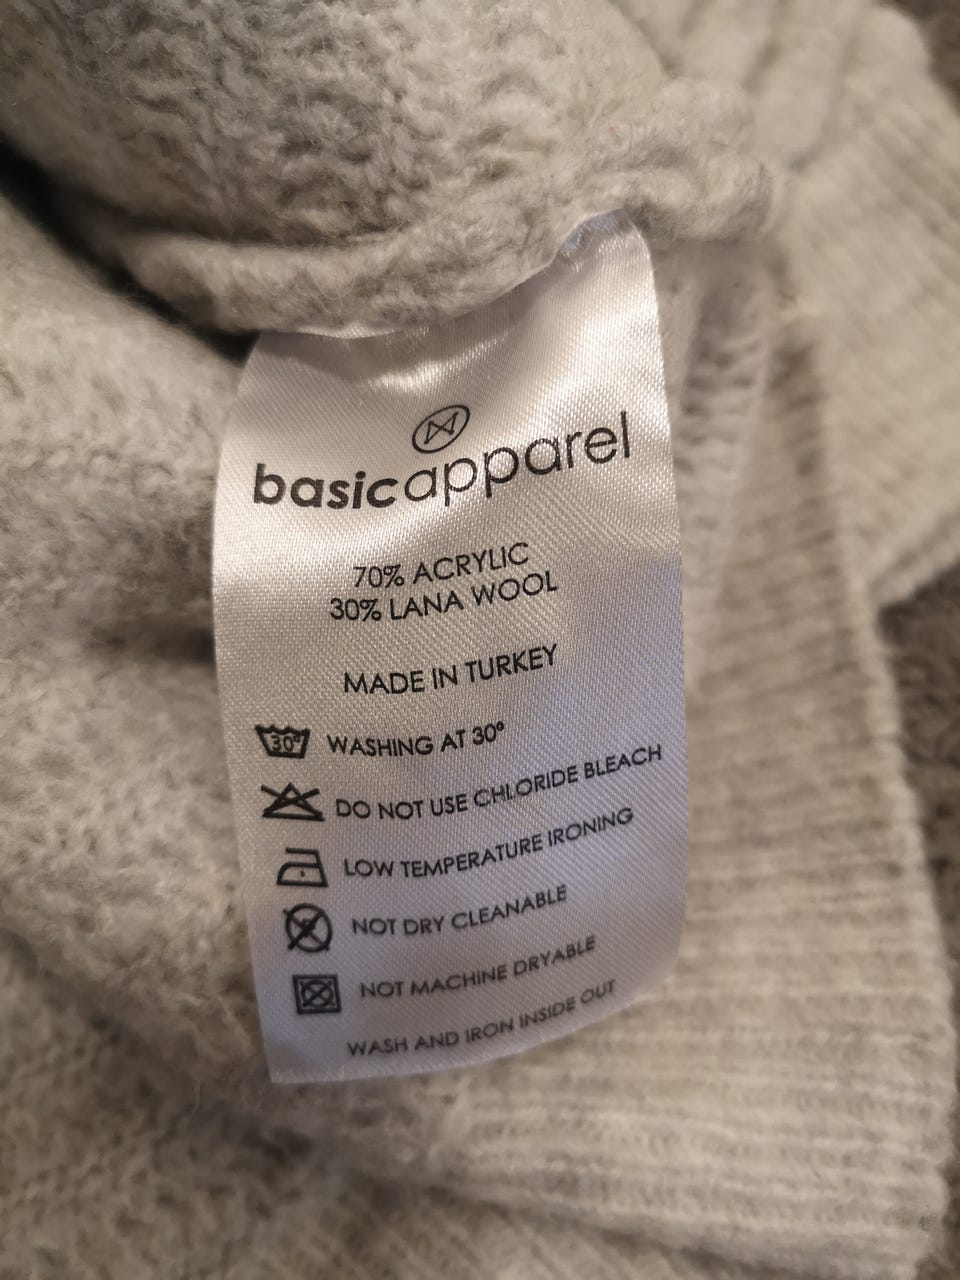 basicapparel
70% ACRYLIC
30% LANA WOOL
MADE IN TURKEY
30° WASHING AT 30°
DO NOT USE CHLORIDE BLEACH
LOW TEMPERATURE IRONING
NOT DRY CLEANABLE
NOT MACHINE DRYABLE
WASH AND IRON INSIDE OUT